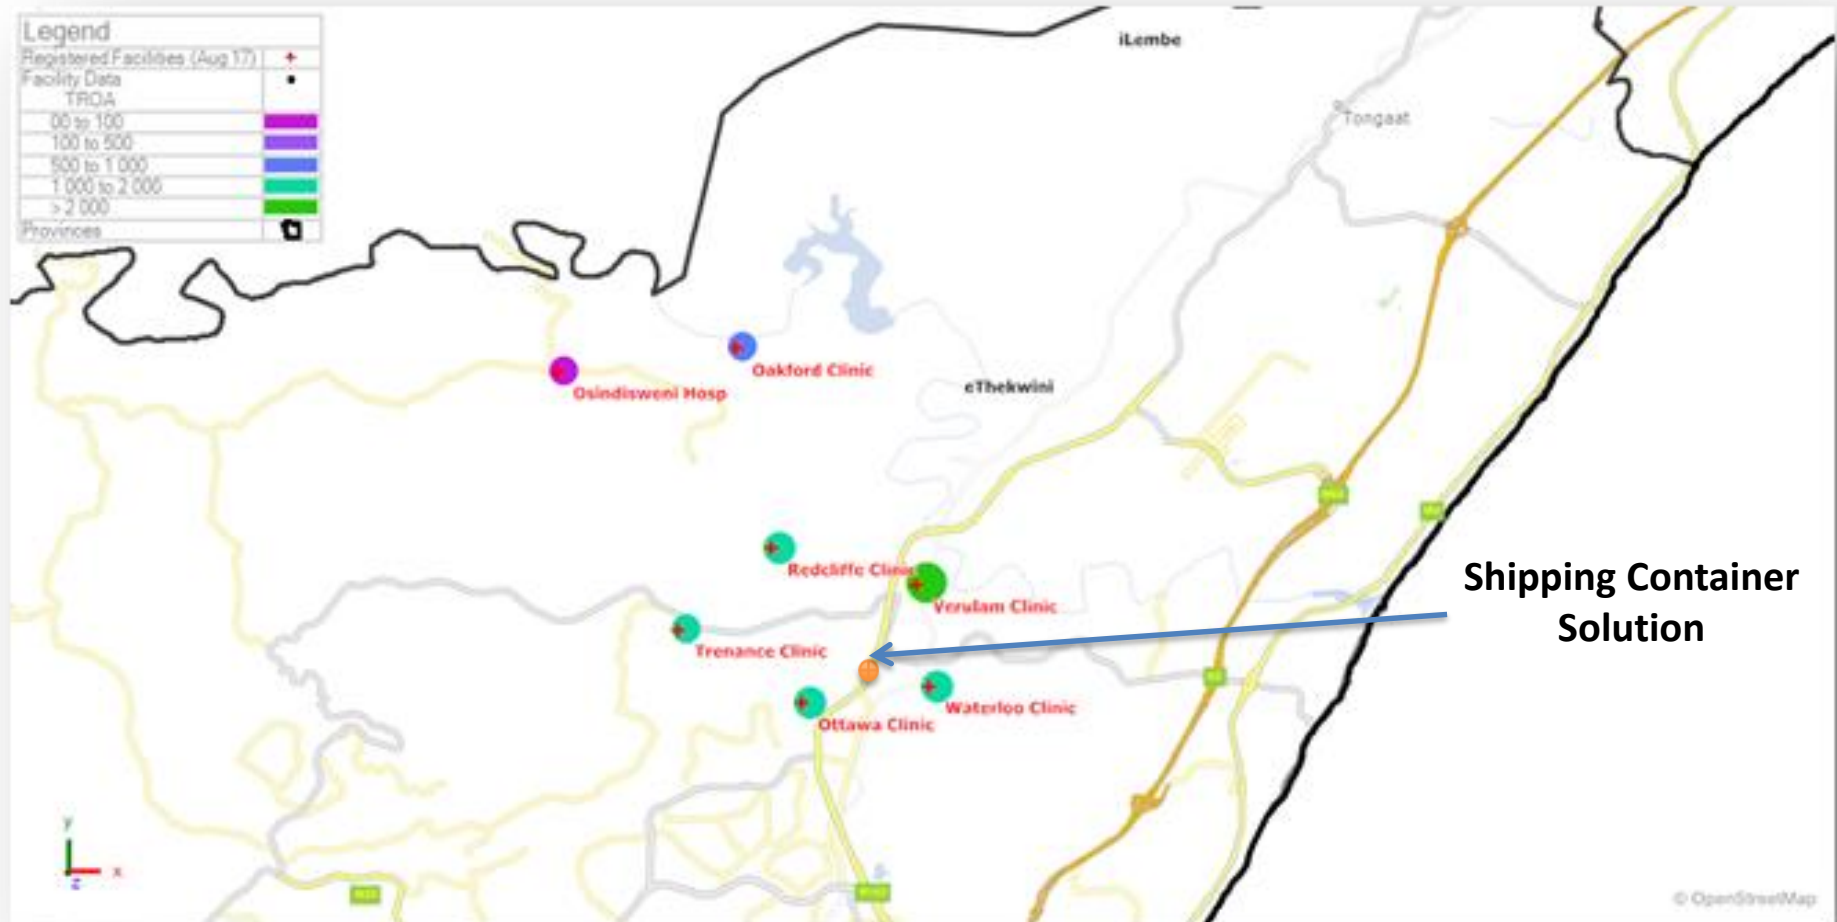 Legend
Registered Facilities (Aug 17)
Facility Data
TROA
00 to 100
100 to 500
500 to 1 000
1 000 to 2 000
> 2 000
Provinces
iLembe
Tongaat
Oakford Clinic
Osindisweni Hosp
eThekwini
Redcliffe Clinic
Verulam Clinic
Trenance Clinic
Waterloo Clinic
Ottawa Clinic
Shipping Container
Solution
y
x
z
© OpenStreetMap